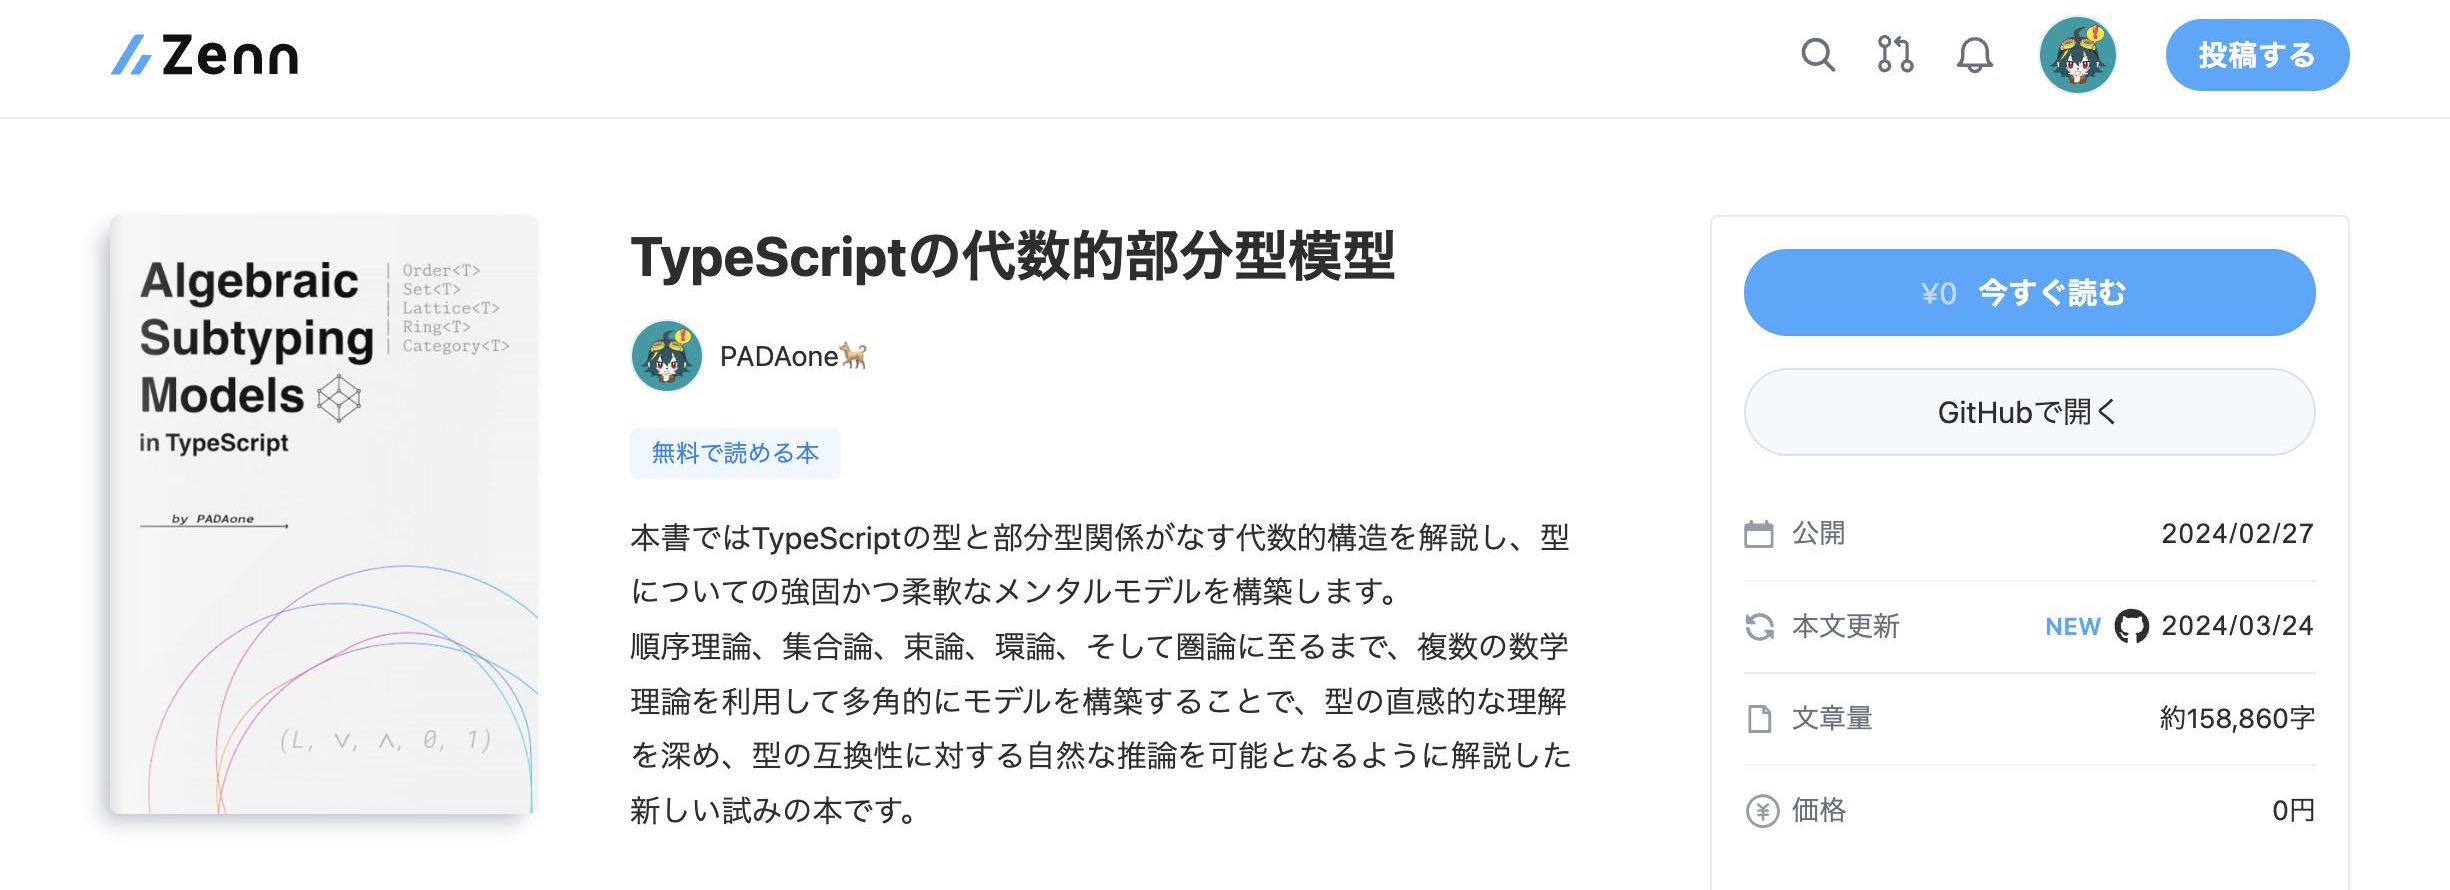 Zenn
投稿する
Algebraic
Subtyping
Models
in TypeScript
| Order<T>
| Set<T>
| Lattice<T>
| Ring<T>
| Category<T>
by PADAone
(L, ∨, ∧, 0, 1)
TypeScriptの代数的部分型模型
PADAone🐕
無料で読める本
本書ではTypeScriptの型と部分型関係がなす代数的構造を解説し、型
についての強固かつ柔軟なメンタルモデルを構築します。
順序理論、集合論、束論、環論、そして圏論に至るまで、複数の数学
理論を利用して多角的にモデルを構築することで、型の直感的な理解
を深め、型の互換性に対する自然な推論を可能となるように解説した
新しい試みの本です。
¥0 今すぐ読む
GitHubで開く
公開 2024/02/27
本文更新 NEW 2024/03/24
文章量 約158,860字
価格 0円